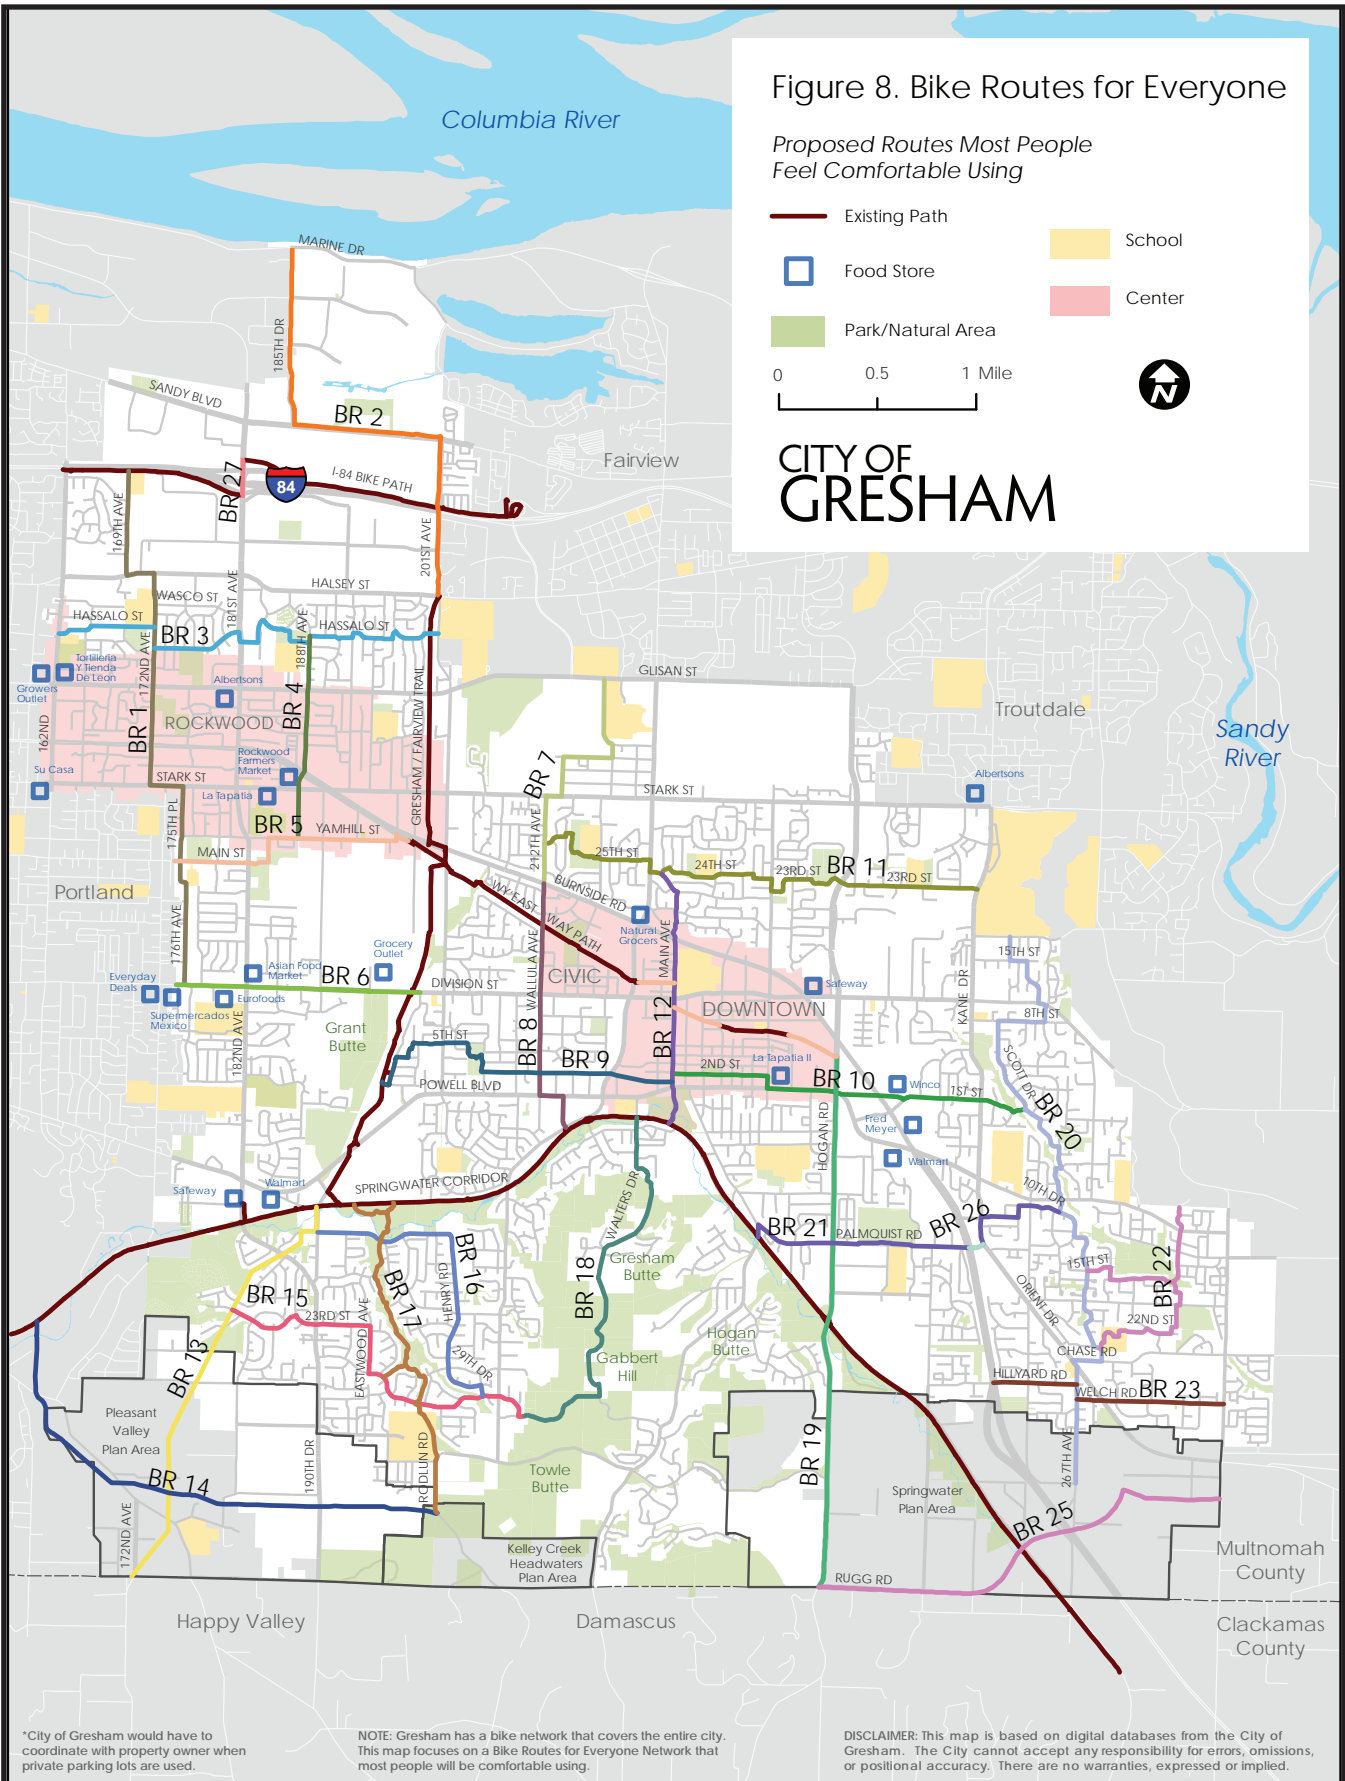 Figure 8. Bike Routes for Everyone
Proposed Routes Most People
Feel Comfortable Using
Existing Path
Food Store
Park/Natural Area
School
Center
0
0.5
1 Mile
N
CITY OF
GRESHAM
Columbia River
MARINE DR
185TH DR
SANDY BLVD
BR 2
Fairview
BR 27
84
I-84 BIKE PATH
169TH AVE
201ST AVE
181ST AVE
HALSEY ST
WASCO ST
HASSALO ST
HASSALO ST
BR 3
188TH AVE
172ND AVE
Tortilleria
Y Tienda
De Leon
Growers
Outlet
Albertsons
GLISAN ST
BR 4
BR 1
ROCKWOOD
162ND
GRESHAM / FAIRVIEW TRAIL
Troutdale
Sandy
River
Rockwood
Farmers
Market
Su Casa
STARK ST
La Tapatia
BR 7
STARK ST
Albertsons
175TH PL
BR 5
YAMHILL ST
MAIN ST
212TH AVE
25TH ST
24TH ST
23RD ST
BR 11
23RD ST
Portland
WY'EAST
WAY PATH
BURNSIDE RD
Natural
Grocers
MAIN AVE
176TH AVE
Grocery
Outlet
WALLULA AVE
CIVIC
15TH ST
Asian Food
Market
BR 6
DIVISION ST
Everyday
Deals
Eurofoods
Supermercados
Mexico
Safeway
KANE DR
DOWNTOWN
8TH ST
182ND AVE
Grant
Butte
5TH ST
BR 8
BR 9
BR 12
SCOTT DR
La Tapatia II
2ND ST
POWELL BLVD
BR 10
Winco
1ST ST
BR 20
Fred
Meyer
HOGAN RD
Walmart
Safeway
Walmart
SPRINGWATER CORRIDOR
WALTERS DR
10TH DR
BR 21
PALMQUIST RD
BR 26
BR 16
Gresham
Butte
15TH ST
BR 22
BR 15
23RD ST
BR 17
HENRY RD
BR 18
ORIENT DR
22ND ST
BR 13
EASTWOOD AVE
29TH DR
Gabbert
Hill
Hogan
Butte
CHASE RD
HILLYARD RD
WELCH RD
BR 23
Pleasant
Valley
Plan Area
190TH DR
RODLUN RD
BR 19
267TH AVE
BR 14
Towle
Butte
Springwater
Plan Area
BR 25
172ND AVE
Kelley Creek
Headwaters
Plan Area
RUGG RD
Multnomah
County
Happy Valley
Damascus
Clackamas
County
*City of Gresham would have to
coordinate with property owner when
private parking lots are used.
NOTE: Gresham has a bike network that covers the entire city.
This map focuses on a Bike Routes for Everyone Network that
most people will be comfortable using.
DISCLAIMER: This map is based on digital databases from the City of
Gresham. The City cannot accept any responsibility for errors, omissions,
or positional accuracy. There are no warranties, expressed or implied.